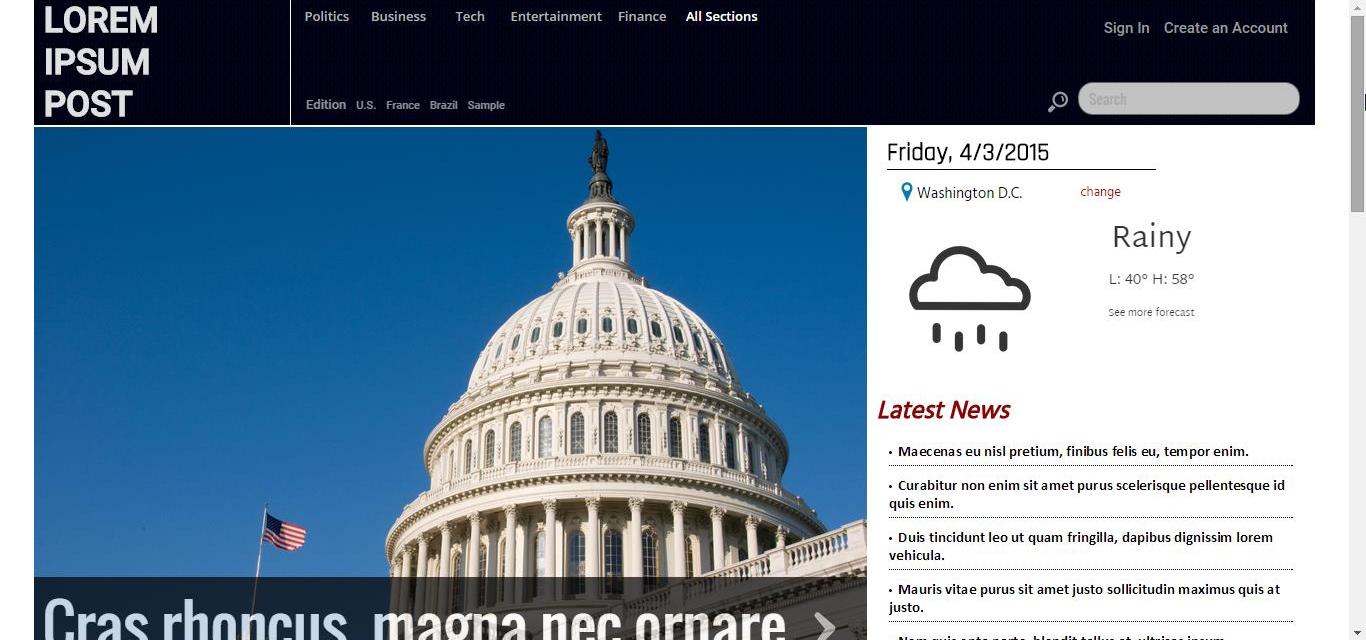 LOREM
IPSUM
POST
Politics Business Tech Entertainment Finance All Sections
Sign In Create an Account
Edition U.S. France Brazil Sample
Search
Friday, 4/3/2015
Washington D.C. change
Rainy
L: 40° H: 58°
See more forecast
Latest News
• Maecenas eu nisl pretium, finibus felis eu, tempor enim.
• Curabitur non enim sit amet purus scelerisque pellentesque id
quis enim.
• Duis tincidunt leo ut quam fringilla, dapibus dignissim lorem
vehicula.
• Mauris vitae purus sit amet justo sollicitudin maximus quis at
justo.
Cras rhoncus, magna nec ornare